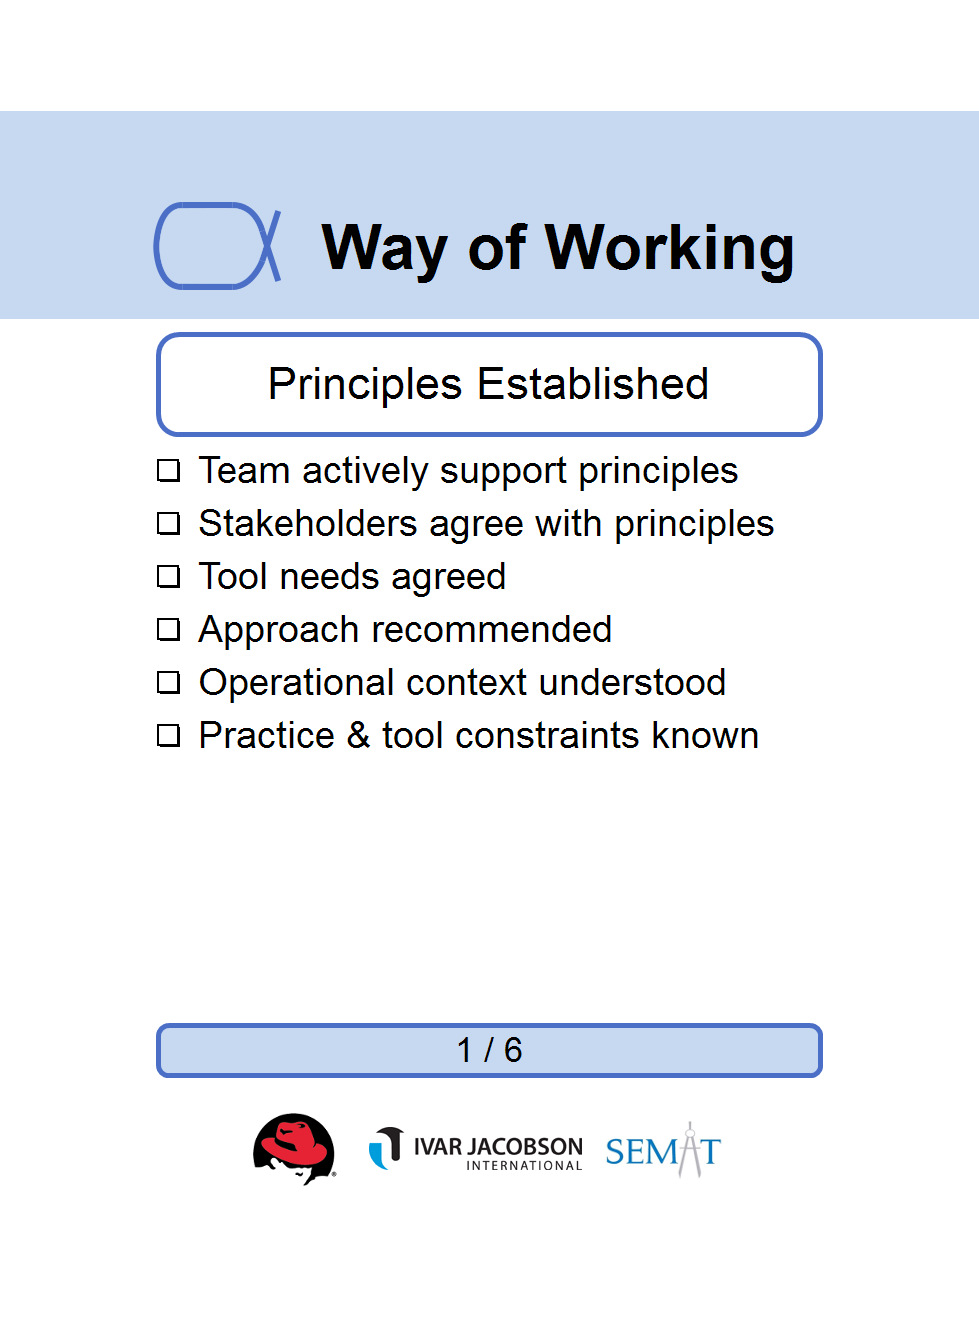 Way of Working
Principles Established
Team actively support principles
Stakeholders agree with principles
Tool needs agreed
Approach recommended
Operational context understood
Practice & tool constraints known
1 / 6
IVAR JACOBSON
INTERNATIONAL
SEMAT